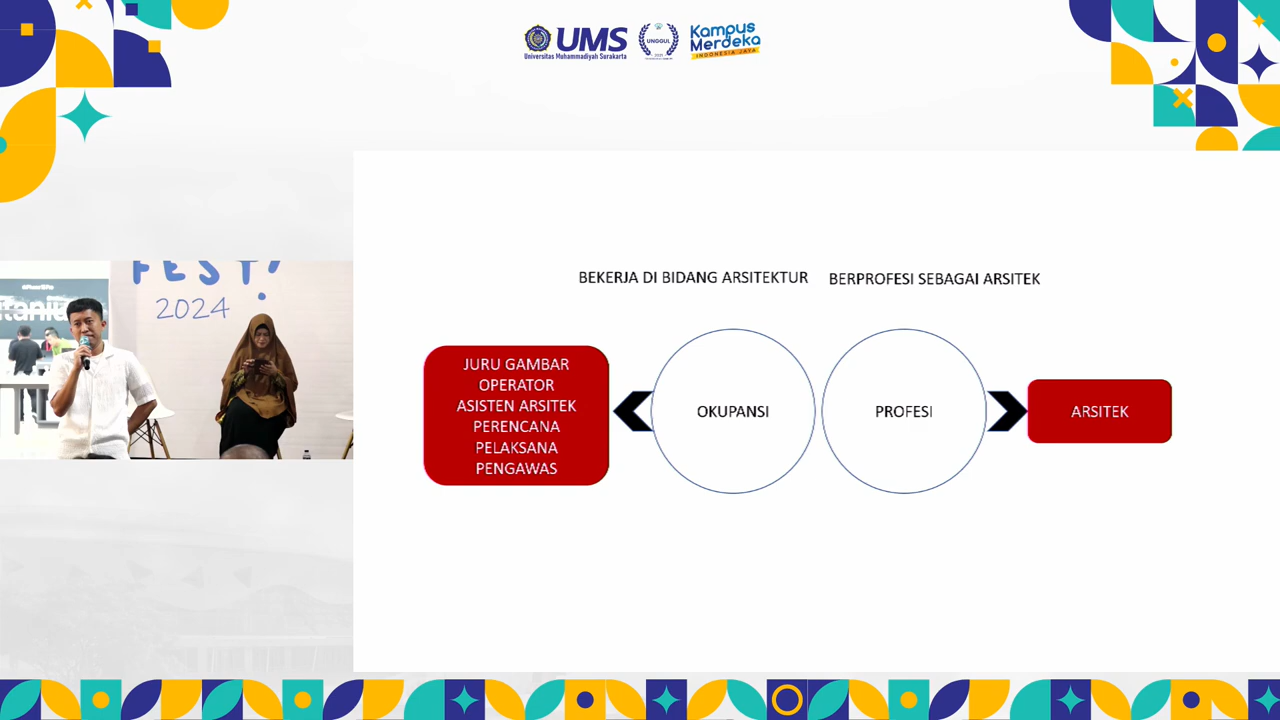 UMS
Universitas Muhammadiyah Surakarta
UNGGUL
Kampus
Merdeka
INDONESIA JAYA
FEST!
2024
BEKERJA DI BIDANG ARSITEKTUR
BERPROFESI SEBAGAI ARSITEK
JURU GAMBAR
OPERATOR
ASISTEN ARSITEK
PERENCANA
PELAKSANA
PENGAWAS
OKUPANSI
PROFESI
ARSITEK